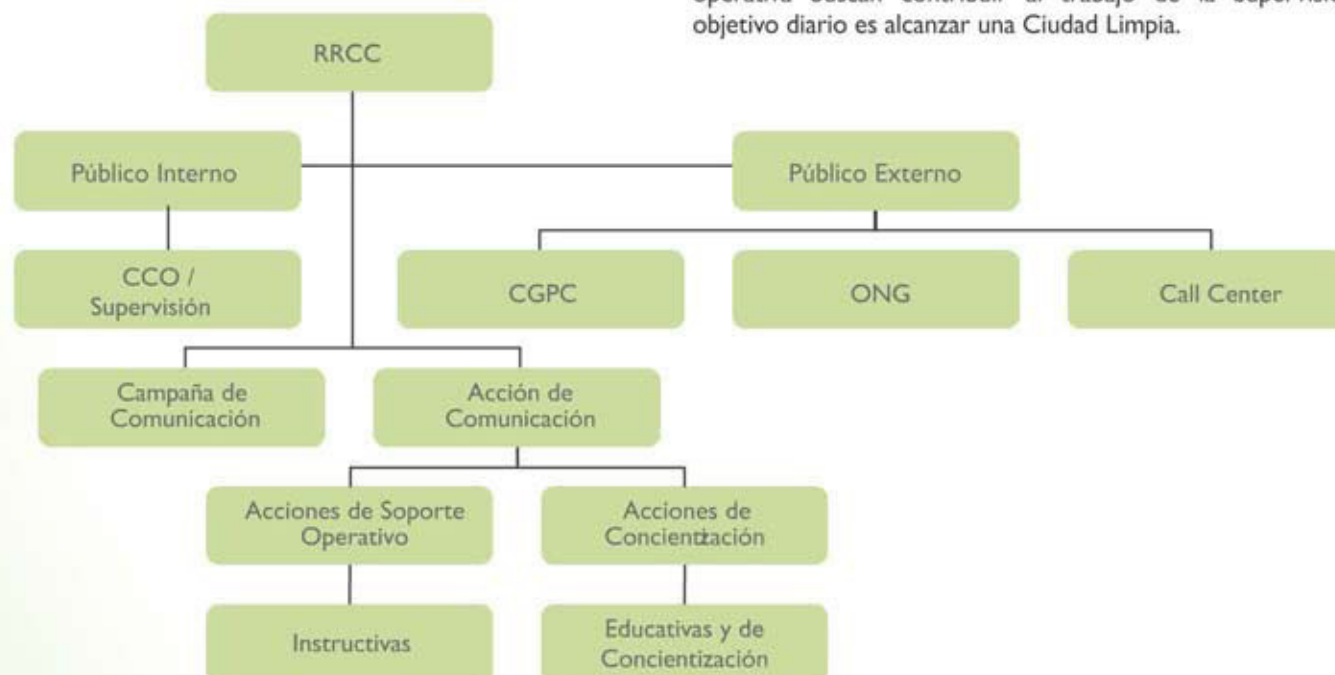 objetivo diario es alcanzar una Ciudad Limpia.
RRCC
Público Interno
Público Externo
CCO /
Supervisión
CGPC
ONG
Call Center
Campaña de
Comunicación
Acción de
Comunicación
Acciones de Soporte
Operativo
Acciones de
Concientización
Instructivas
Educativas y de
Concientización